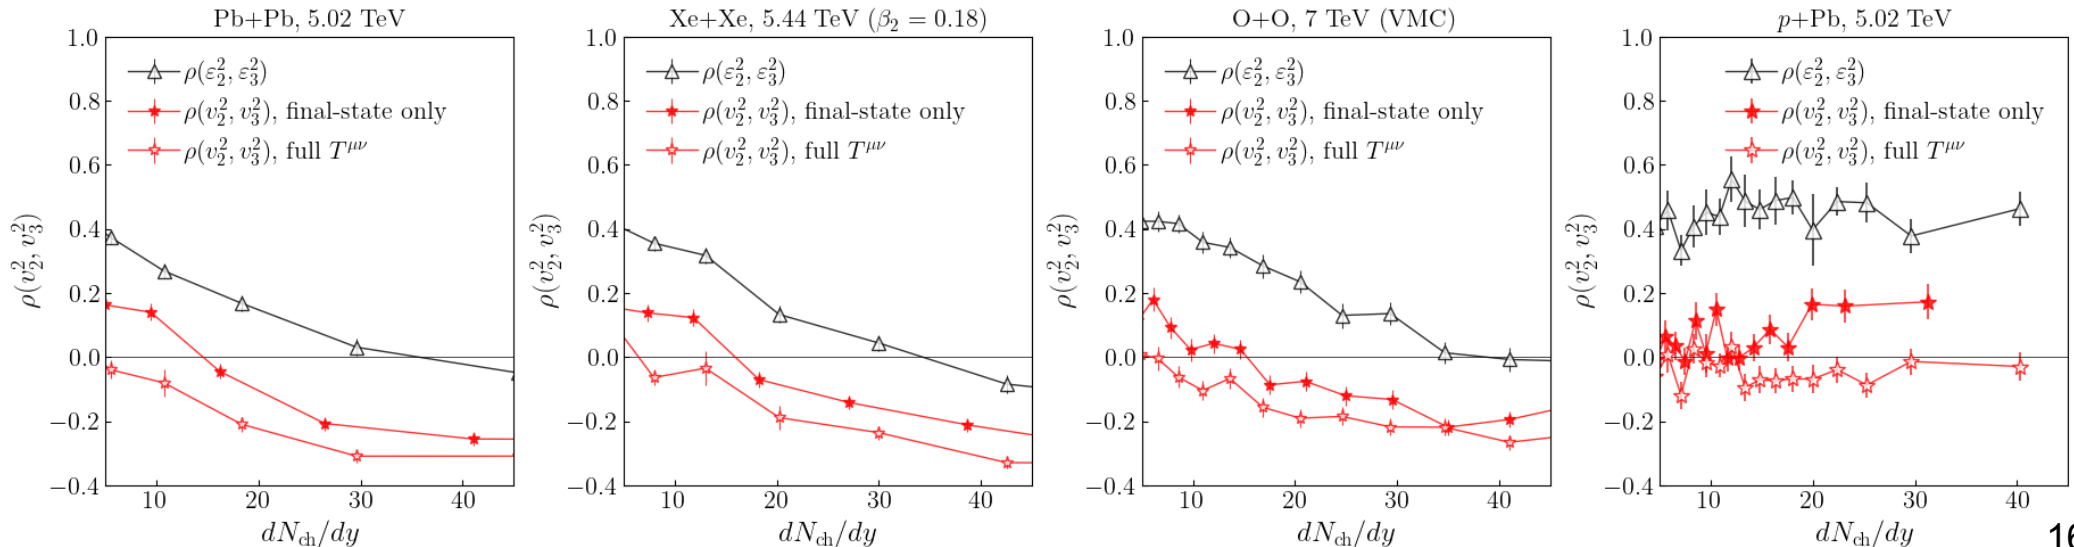 Pb+Pb, 5.02 TeV
ρ(v₂², v₃²)
1.0
0.8
0.6
0.4
0.2
0.0
−0.2
−0.4
ρ(ε₂², ε₃²)
ρ(v₂², v₃²), final-state only
ρ(v₂², v₃²), full T^{μν}
10 20 30 40
dN_ch/dy
Xe+Xe, 5.44 TeV (β₂ = 0.18)
ρ(v₂², v₃²)
1.0
0.8
0.6
0.4
0.2
0.0
−0.2
−0.4
ρ(ε₂², ε₃²)
ρ(v₂², v₃²), final-state only
ρ(v₂², v₃²), full T^{μν}
10 20 30 40
dN_ch/dy
O+O, 7 TeV (VMC)
ρ(v₂², v₃²)
1.0
0.8
0.6
0.4
0.2
0.0
−0.2
−0.4
ρ(ε₂², ε₃²)
ρ(v₂², v₃²), final-state only
ρ(v₂², v₃²), full T^{μν}
10 20 30 40
dN_ch/dy
p+Pb, 5.02 TeV
ρ(v₂², v₃²)
1.0
0.8
0.6
0.4
0.2
0.0
−0.2
−0.4
ρ(ε₂², ε₃²)
ρ(v₂², v₃²), final-state only
ρ(v₂², v₃²), full T^{μν}
10 20 30 40
dN_ch/dy
16